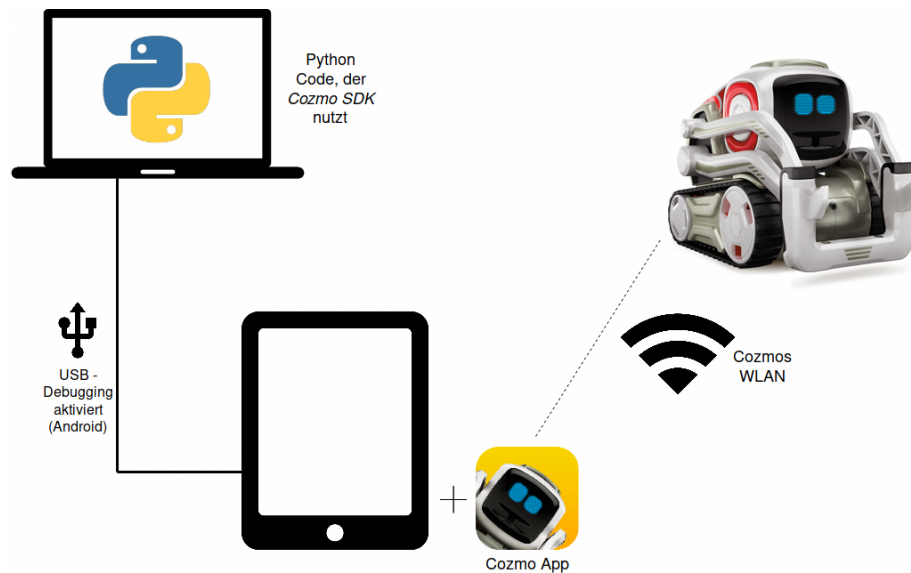 Python
Code, der
Cozmo SDK
nutzt
USB -
Debugging
aktiviert
(Android)
Cozmos
WLAN
Cozmo App